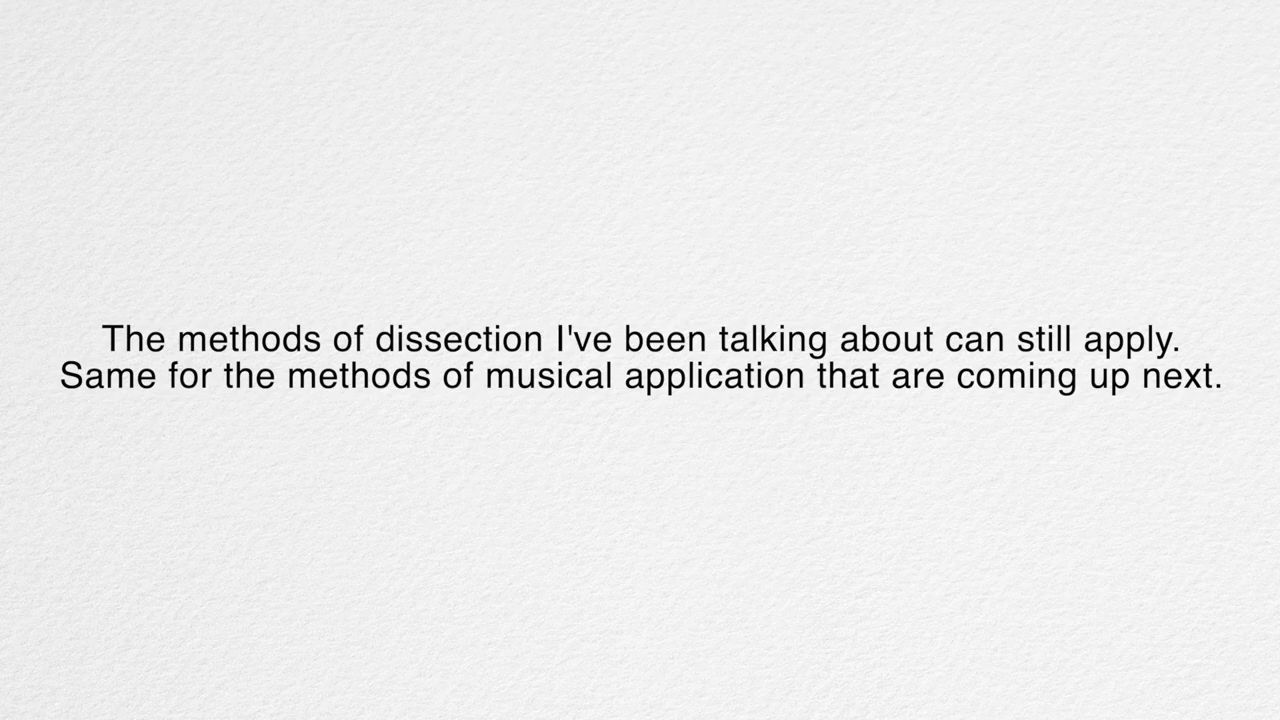 The methods of dissection I've been talking about can still apply.
Same for the methods of musical application that are coming up next.